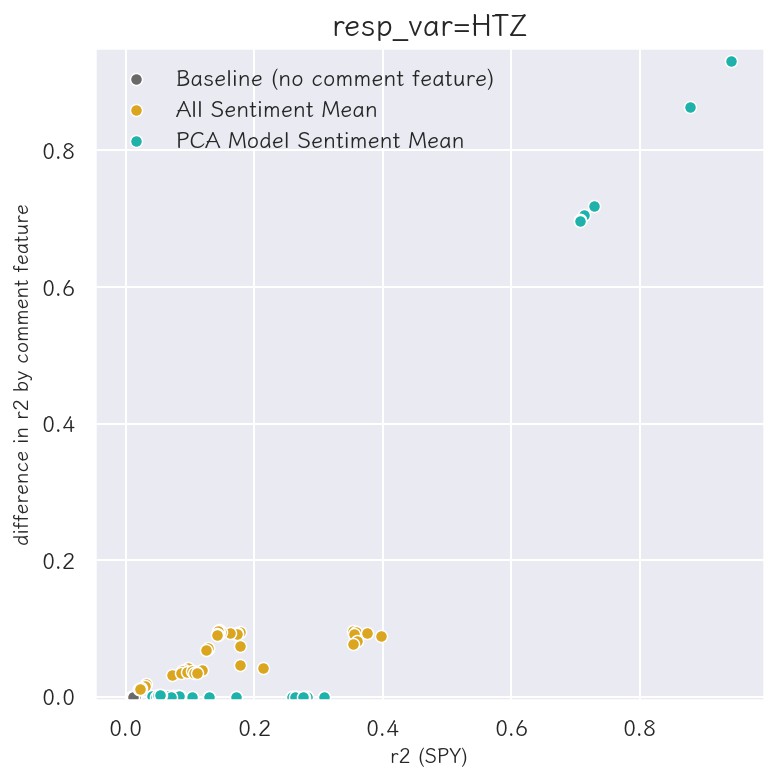 resp_var=HTZ
Baseline (no comment feature)
All Sentiment Mean
PCA Model Sentiment Mean
difference in r2 by comment feature
0.8
0.6
0.4
0.2
0.0
0.0 0.2 0.4 0.6 0.8
r2 (SPY)